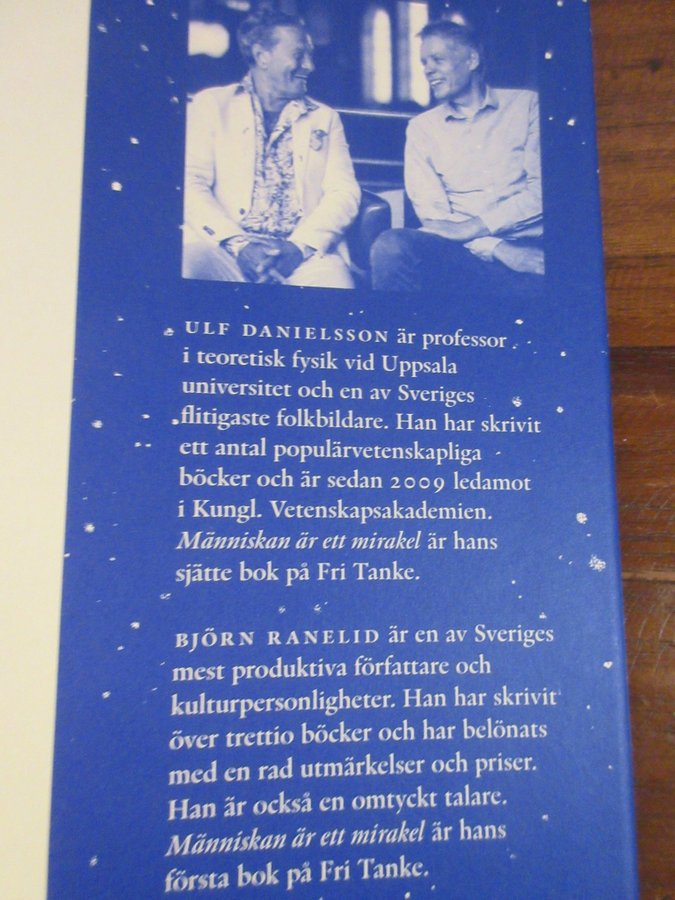 ULF DANIELSSON är professor
i teoretisk fysik vid Uppsala
universitet och en av Sveriges
flitigaste folkbildare. Han har skrivit
ett antal populärvetenskapliga
böcker och är sedan 2009 ledamot
i Kungl. Vetenskapsakademien.
Människan är ett mirakel är hans
sjätte bok på Fri Tanke.
BJÖRN RANELID är en av Sveriges
mest produktiva författare och
kulturpersonligheter. Han har skrivit
över trettio böcker och har belönats
med en rad utmärkelser och priser.
Han är också en omtyckt talare.
Människan är ett mirakel är hans
första bok på Fri Tanke.